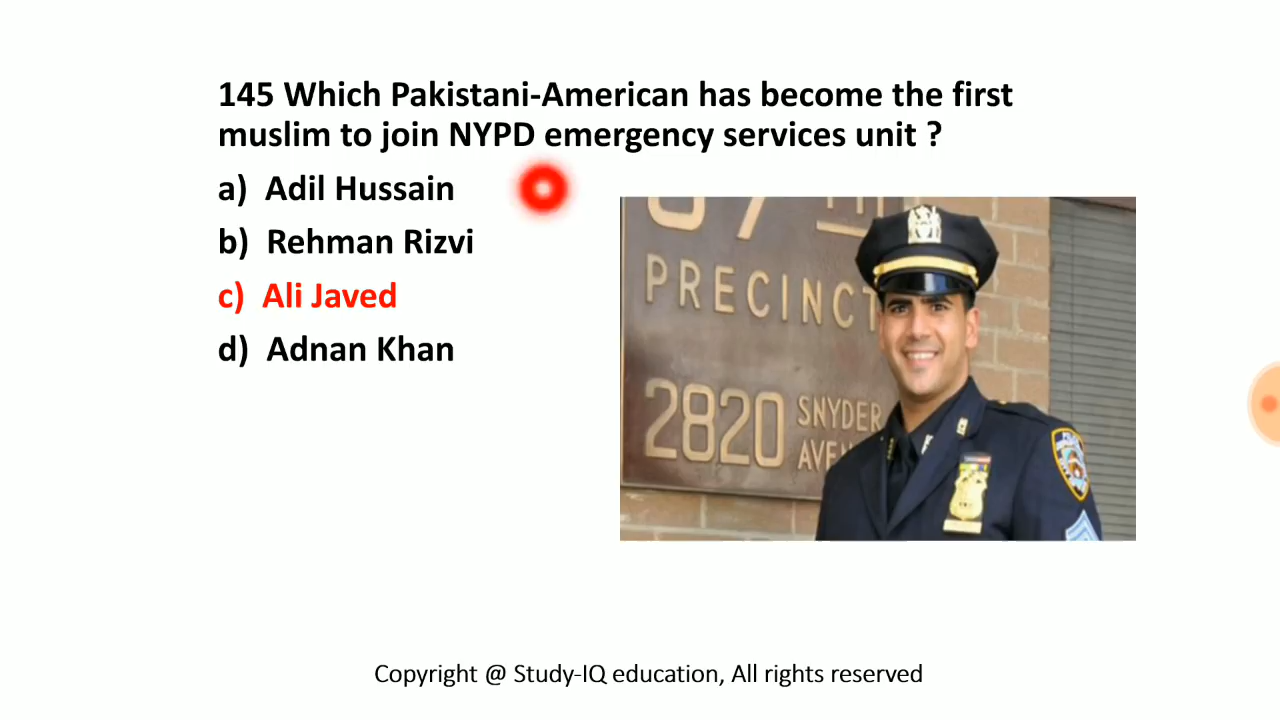 145 Which Pakistani-American has become the first
muslim to join NYPD emergency services unit ?
a) Adil Hussain
b) Rehman Rizvi
c) Ali Javed
d) Adnan Khan
PRECINCT
2820 SNYDER
Copyright @ Study-IQ education, All rights reserved